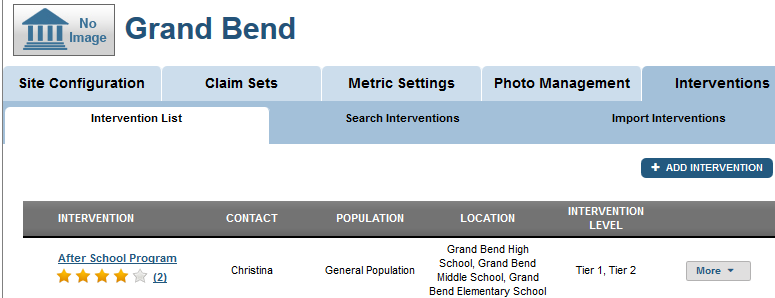 No
Image
Grand Bend
Site Configuration Claim Sets Metric Settings Photo Management Interventions
Intervention List Search Interventions Import Interventions
+ ADD INTERVENTION
INTERVENTION CONTACT POPULATION LOCATION INTERVENTION LEVEL
After School Program
(2)
Christina
General Population
Grand Bend High
School, Grand Bend
Middle School, Grand
Bend Elementary School
Tier 1, Tier 2
More